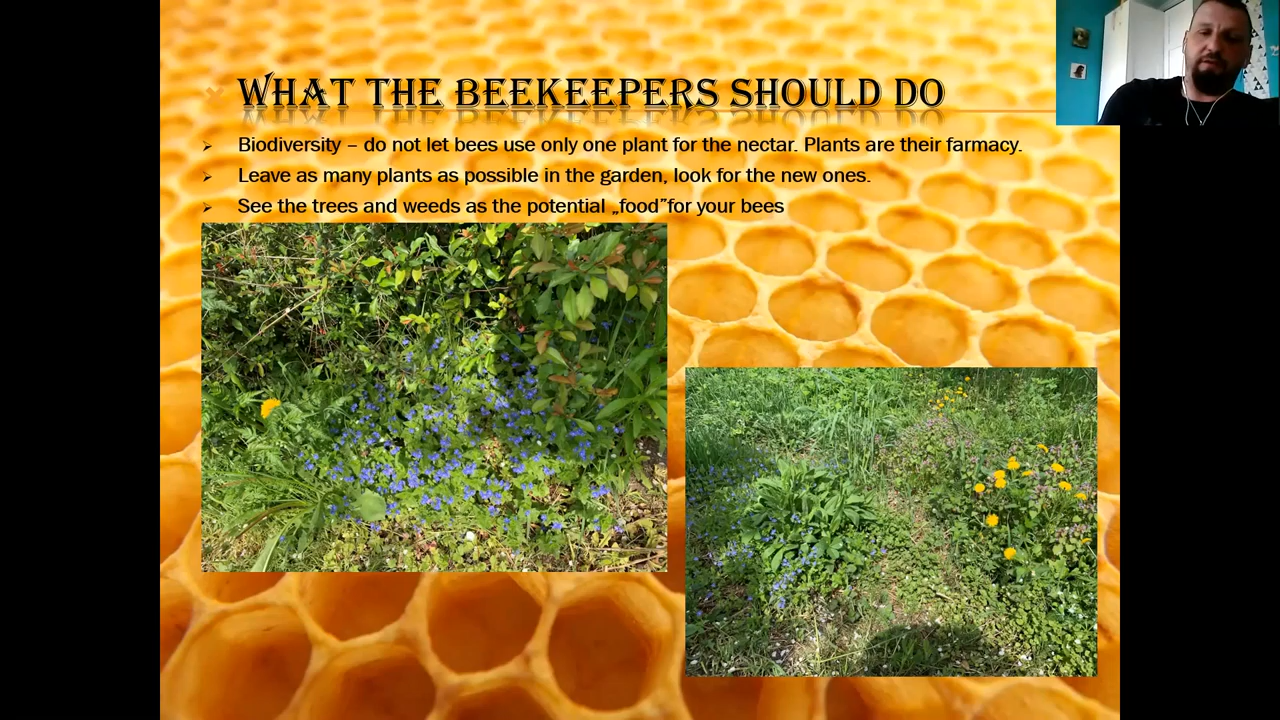 WHAT THE BEEKEEPERS SHOULD DO
Biodiversity – do not let bees use only one plant for the nectar. Plants are their farmacy.
Leave as many plants as possible in the garden, look for the new ones.
See the trees and weeds as the potential „food”for your bees